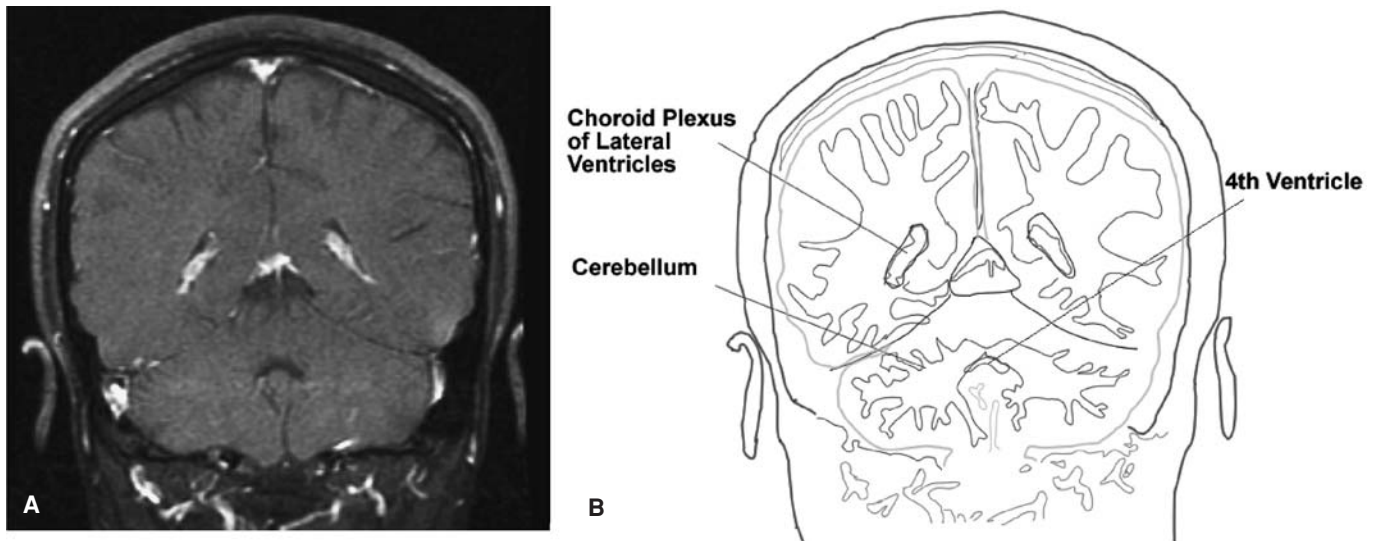 Choroid Plexus
of Lateral
Ventricles
4th Ventricle
Cerebellum
A
B